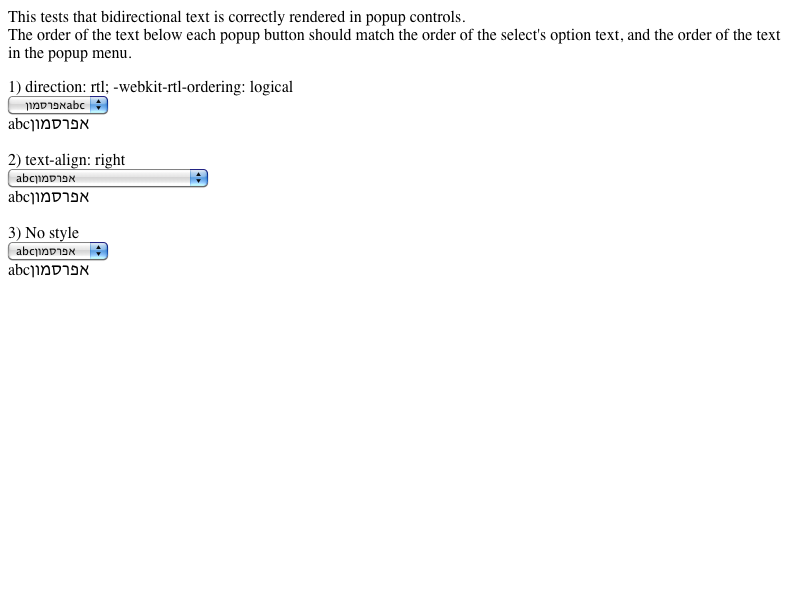 This tests that bidirectional text is correctly rendered in popup controls.
The order of the text below each popup button should match the order of the select's option text, and the order of the text
in the popup menu.
1) direction: rtl; -webkit-rtl-ordering: logical
אפרסמוןabc
abcאפרסמון
2) text-align: right
abcאפרסמון
abcאפרסמון
3) No style
abcאפרסמון
abcאפרסמון